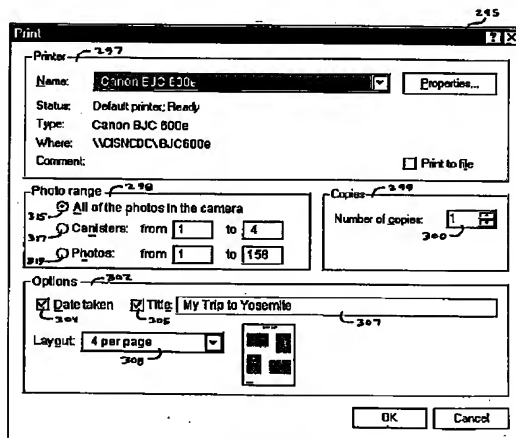 295
Print
Printer 297
Name: Canon BJC 600e Properties...
Status: Default printer; Ready
Type: Canon BJC 600e
Where: \\CISNCDC\BJC600e
Comment: Print to file
Photo range 298
315 All of the photos in the camera
317 Canisters: from 1 to 4
319 Photos: from 1 to 158
Copies 299
Number of copies: 1
300
Options 302
Date taken Title: My Trip to Yosemite
304 305 307
Layout: 4 per page
308
OK Cancel